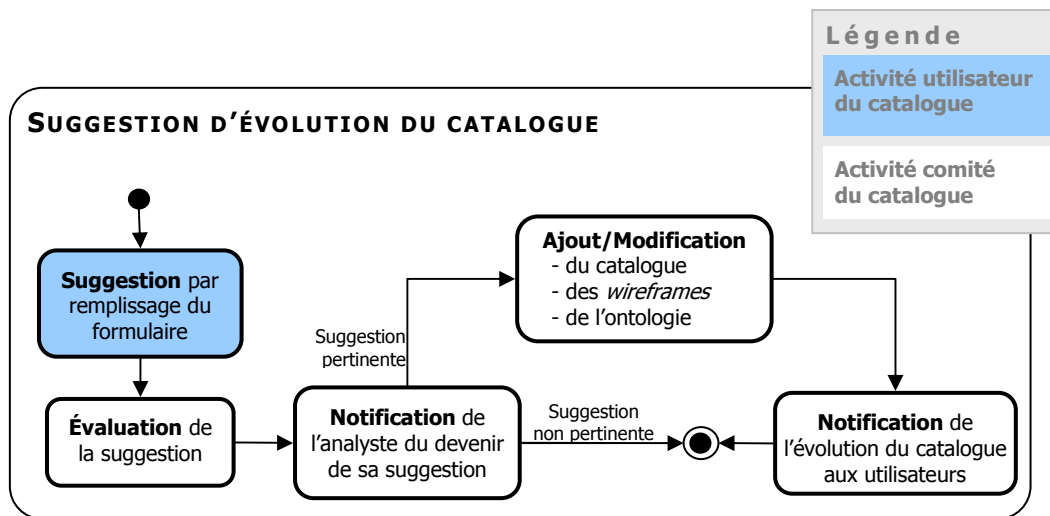 Légende
Activité utilisateur
du catalogue
Activité comité
du catalogue
SUGGESTION D'ÉVOLUTION DU CATALOGUE
Suggestion par
remplissage du
formulaire
Évaluation de
la suggestion
Notification de
l'analyste du devenir
de sa suggestion
Suggestion
pertinente
Ajout/Modification
- du catalogue
- des wireframes
- de l'ontologie
Suggestion
non pertinente
Notification de
l'évolution du catalogue
aux utilisateurs